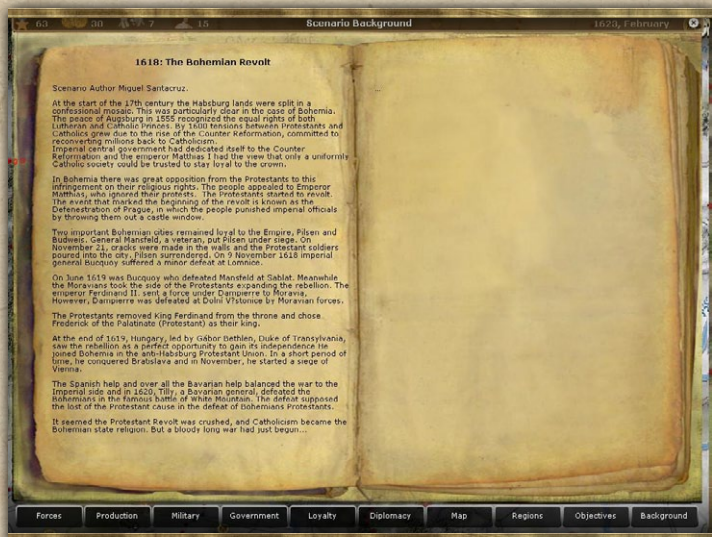 63 30 7 15 Scenario Background 1623, February
1618: The Bohemian Revolt
Scenario Author Miguel Santacruz.
At the start of the 17th century the Habsburg lands were split in a
confessional mosaic. This was particularly clear in the case of Bohemia.
The peace of Augsburg in 1555 recognized the equal rights of both
Lutheran and Catholic Princes. By 1600 tensions between Protestants and
Catholics grew due to the rise of the Counter Reformation, committed to
reconverting millions back to Catholicism.
Imperial central government had dedicated itself to the Counter
Reformation and the emperor Matthias I had the view that only a uniformly
Catholic society could be trusted to stay loyal to the crown.
In Bohemia there was great opposition from the Protestants to this
infringement on their religious rights. The people appealed to Emperor
Matthias, who ignored their protests. The Protestants started to revolt.
The event that marked the beginning of the revolt is known as the
Defenestration of Prague, in which the people punished imperial officials
by throwing them out a castle window.
Two important Bohemian cities remained loyal to the Empire, Pilsen and
Budweis. General Mansfeld, a veteran, put Pilsen under siege. On
November 21, cracks were made in the walls and the Protestant soldiers
poured into the city. Pilsen surrendered. On 9 November 1618 imperial
general Bucquoy suffered a minor defeat at Lomnice.
On June 1619 was Bucquoy who defeated Mansfeld at Sablat. Meanwhile
the Moravians took the side of the Protestants expanding the rebellion. The
emperor Ferdinand II. sent a force under Dampierre to Moravia,
However, Dampierre was defeated at Dolní V?stonice by Moravian forces.
The Protestants removed King Ferdinand from the throne and chose
Frederick of the Palatinate (Protestant) as their king.
At the end of 1619, Hungary, led by Gábor Bethlen, Duke of Transylvania,
saw the rebellion as a perfect opportunity to gain its independence He
joined Bohemia in the anti-Habsburg Protestant Union. In a short period of
time, he conquered Bratislava and in November, he started a siege of
Vienna.
The Spanish help and over all the Bavarian help balanced the war to the
Imperial side and in 1620, Tilly, a Bavarian general, defeated the
Bohemians in the famous battle of White Mountain. The defeat supposed
the lost of the Protestant cause in the defeat of Bohemians Protestants.
It seemed the Protestant Revolt was crushed, and Catholicism became the
Bohemian state religion. But a bloody long war had just begun...
Forces Production Military Government Loyalty Diplomacy Map Regions Objectives Background